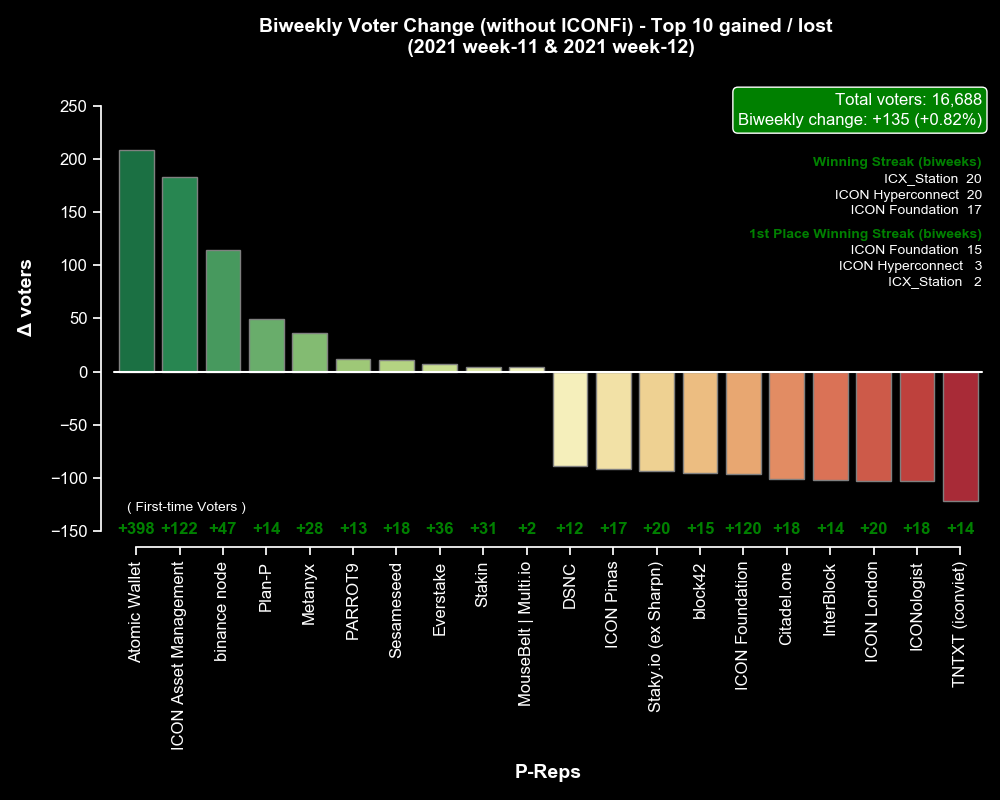 Biweekly Voter Change (without ICONFi) - Top 10 gained / lost
(2021 week-11 & 2021 week-12)
Total voters: 16,688
Biweekly change: +135 (+0.82%)
Winning Streak (biweeks)
ICX_Station 20
ICON Hyperconnect 20
ICON Foundation 17
1st Place Winning Streak (biweeks)
ICON Foundation 15
ICON Hyperconnect 3
ICX_Station 2
Δ voters
250
200
150
100
50
0
−50
−100
−150
( First-time Voters )
+398 +122 +47 +14 +28 +13 +18 +36 +31 +2 +12 +17 +20 +15 +120 +18 +14 +20 +18 +14
Atomic Wallet
ICON Asset Management
binance node
Plan-P
Metanyx
PARROT9
Sesameseed
Everstake
Stakin
MouseBelt | Multi.io
DSNC
ICON Pinas
Staky.io (ex Sharpn)
block42
ICON Foundation
Citadel.one
InterBlock
ICON London
ICONologist
TNTXT (iconviet)
P-Reps